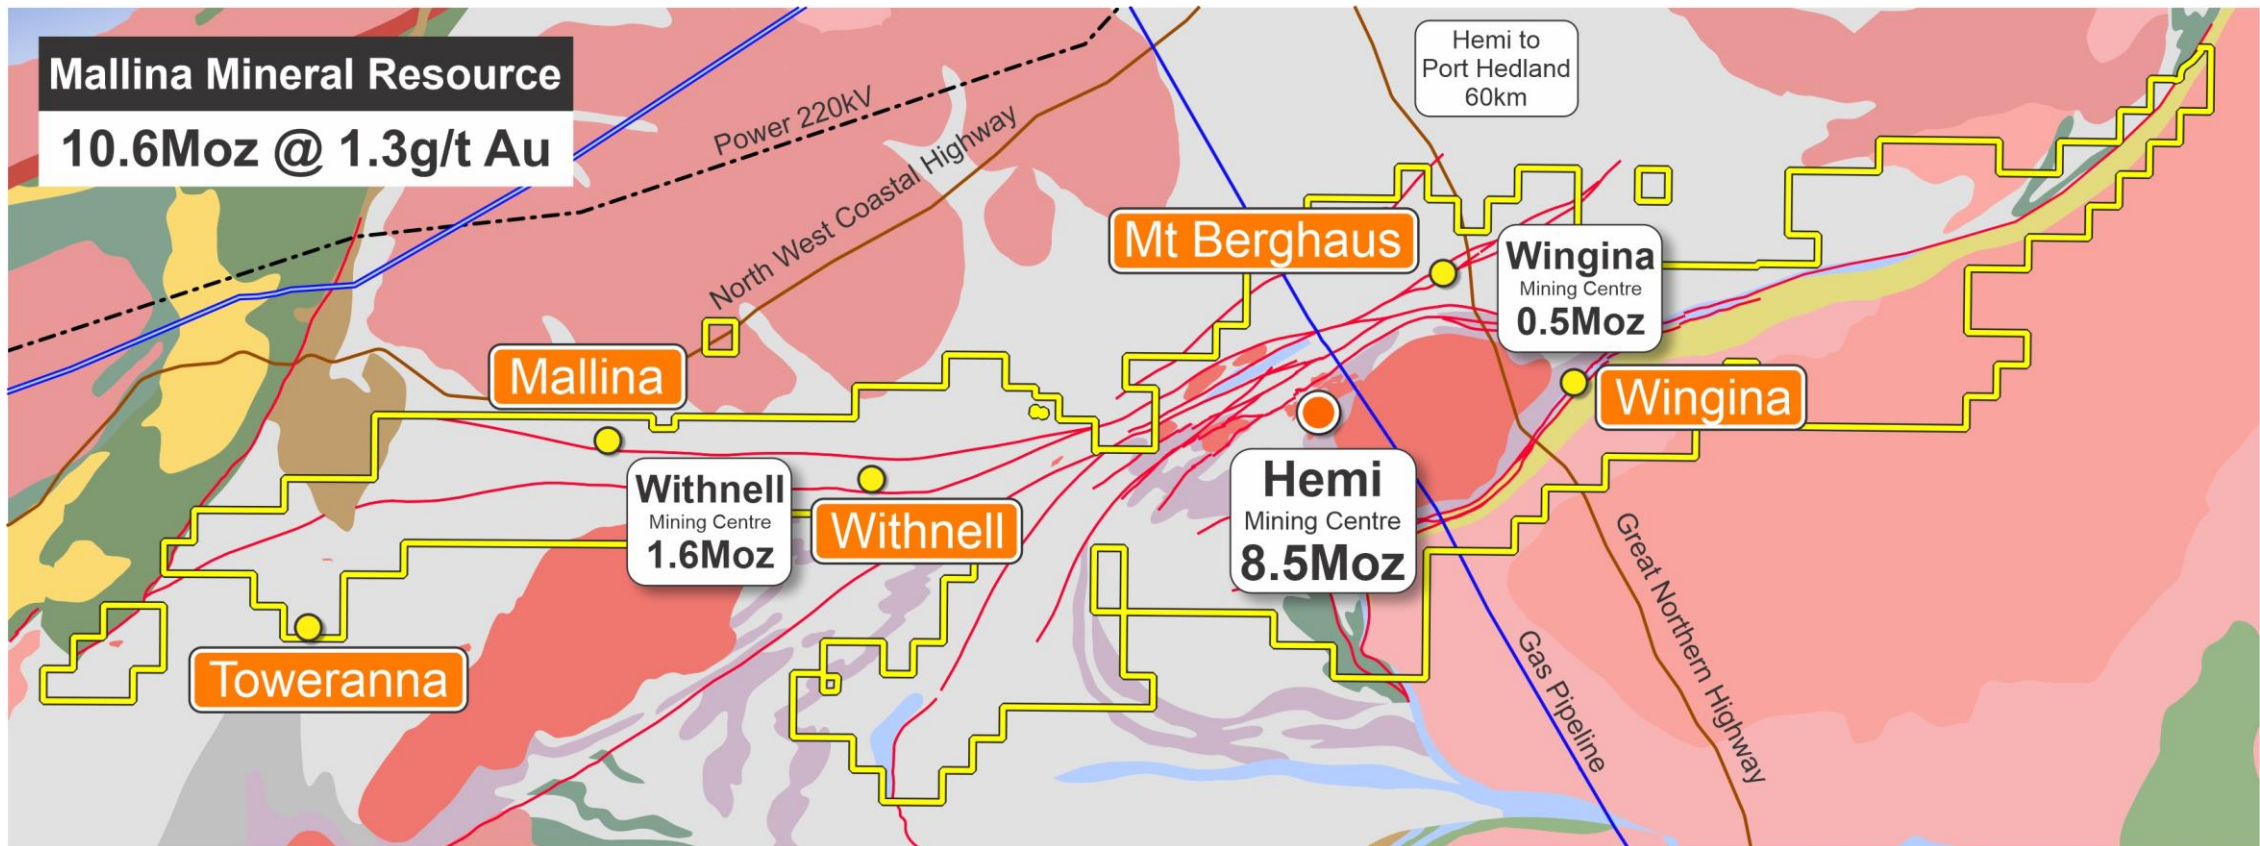 Mallina Mineral Resource
10.6Moz @ 1.3g/t Au
Hemi to
Port Hedland
60km
Power 220kV
North West Coastal Highway
Mt Berghaus
Wingina
Mining Centre
0.5Moz
Mallina
Wingina
Withnell
Mining Centre
1.6Moz
Withnell
Hemi
Mining Centre
8.5Moz
Toweranna
Great Northern Highway
Gas Pipeline